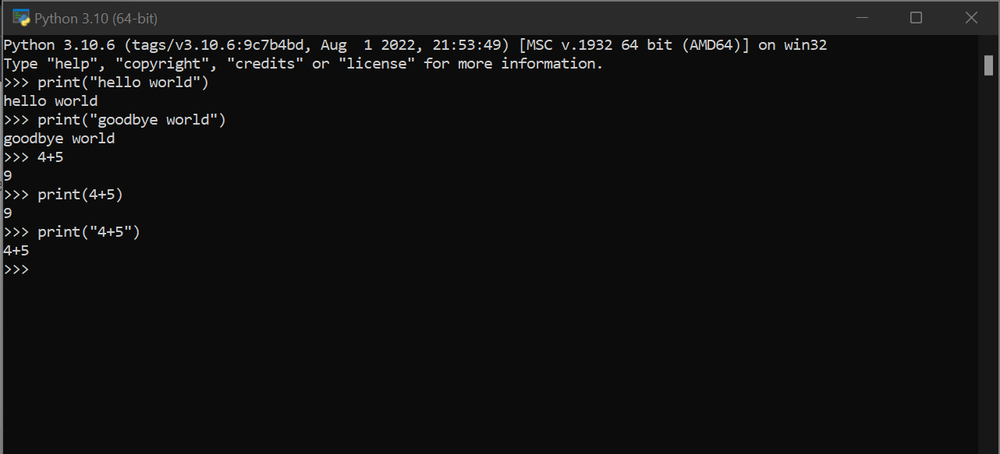 Python 3.10 (64-bit)
Python 3.10.6 (tags/v3.10.6:9c7b4bd, Aug  1 2022, 21:53:49) [MSC v.1932 64 bit (AMD64)] on win32
Type "help", "copyright", "credits" or "license" for more information.
>>> print("hello world")
hello world
>>> print("goodbye world")
goodbye world
>>> 4+5
9
>>> print(4+5)
9
>>> print("4+5")
4+5
>>>